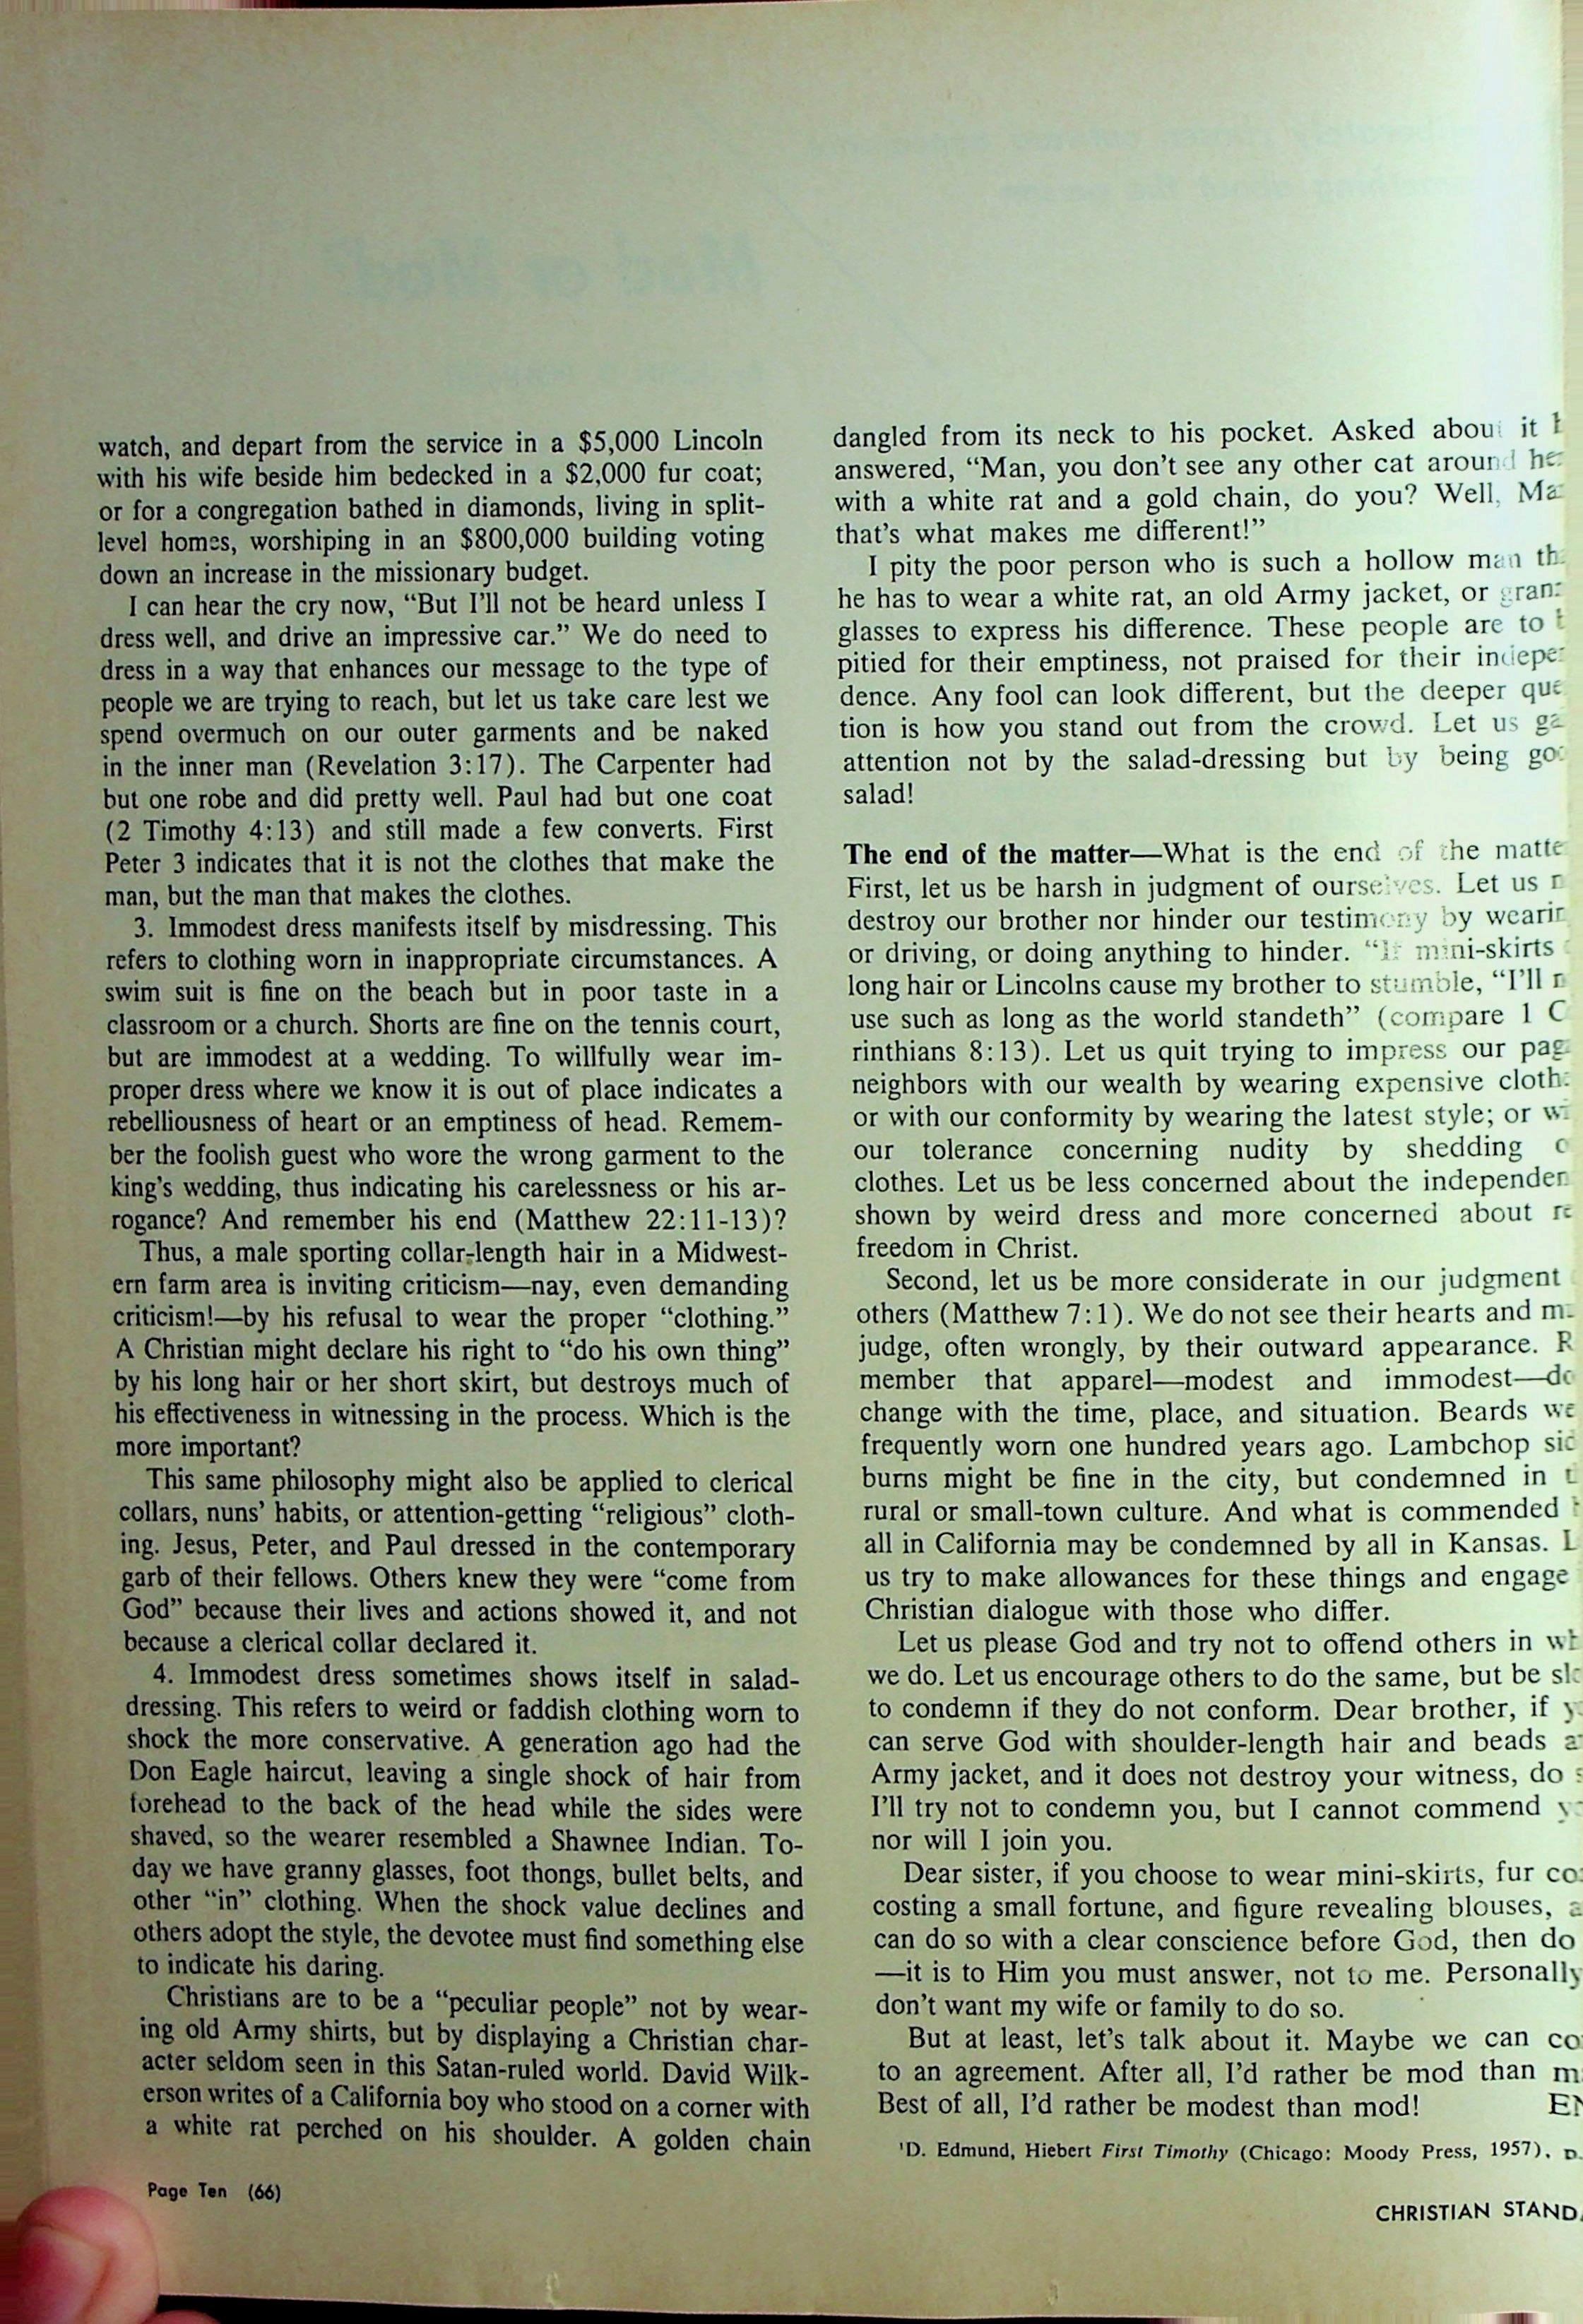 watch, and depart from the service in a $5,000 Lincoln
with his wife beside him bedecked in a $2,000 fur coat;
or for a congregation bathed in diamonds, living in split-
level homes, worshiping in an $800,000 building voting
down an increase in the missionary budget.
I can hear the cry now, “But I’ll not be heard unless I
dress well, and drive an impressive car.” We do need to
dress in a way that enhances our message to the type of
people we are trying to reach, but let us take care lest we
spend overmuch on our outer garments and be naked
in the inner man (Revelation 3:17). The Carpenter had
but one robe and did pretty well. Paul had but one coat
(2 Timothy 4:13) and still made a few converts. First
Peter 3 indicates that it is not the clothes that make the
man, but the man that makes the clothes.
3. Immodest dress manifests itself by misdressing. This
refers to clothing worn in inappropriate circumstances. A
swim suit is fine on the beach but in poor taste in a
classroom or a church. Shorts are fine on the tennis court,
but are immodest at a wedding. To willfully wear im-
proper dress where we know it is out of place indicates a
rebelliousness of heart or an emptiness of head. Remem-
ber the foolish guest who wore the wrong garment to the
king’s wedding, thus indicating his carelessness or his ar-
rogance? And remember his end (Matthew 22:11-13)?
Thus, a male sporting collar-length hair in a Midwest-
ern farm area is inviting criticism—nay, even demanding
criticism!—by his refusal to wear the proper “clothing.”
A Christian might declare his right to “do his own thing”
by his long hair or her short skirt, but destroys much of
his effectiveness in witnessing in the process. Which is the
more important?
This same philosophy might also be applied to clerical
collars, nuns’ habits, or attention-getting “religious” cloth-
ing. Jesus, Peter, and Paul dressed in the contemporary
garb of their fellows. Others knew they were “come from
God” because their lives and actions showed it, and not
because a clerical collar declared it.
4. Immodest dress sometimes shows itself in salad-
dressing. This refers to weird or faddish clothing worn to
shock the more conservative. A generation ago had the
Don Eagle haircut, leaving a single shock of hair from
forehead to the back of the head while the sides were
shaved, so the wearer resembled a Shawnee Indian. To-
day we have granny glasses, foot thongs, bullet belts, and
other “in” clothing. When the shock value declines and
others adopt the style, the devotee must find something else
to indicate his daring.
Christians are to be a “peculiar people” not by wear-
ing old Army shirts, but by displaying a Christian char-
acter seldom seen in this Satan-ruled world. David Wilk-
erson writes of a California boy who stood on a corner with
a white rat perched on his shoulder. A golden chain
dangled from its neck to his pocket. Asked about it
answered, “Man, you don’t see any other cat around
with a white rat and a gold chain, do you? Well,
that’s what makes me different!”
I pity the poor person who is such a hollow man
he has to wear a white rat, an old Army jacket, or
glasses to express his difference. These people are to
pitied for their emptiness, not praised for their
dence. Any fool can look different, but the deeper
tion is how you stand out from the crowd. Let us
attention not by the salad-dressing but by being
salad!
The end of the matter—What is the end of the
First, let us be harsh in judgment of ourselves. Let us
destroy our brother nor hinder our testimony by
or driving, or doing anything to hinder. “If mini-skirts
long hair or Lincolns cause my brother to stumble, “I’ll
use such as long as the world standeth” (compare 1
rinthians 8:13). Let us quit trying to impress our
neighbors with our wealth by wearing expensive
or with our conformity by wearing the latest style; or
our tolerance concerning nudity by shedding
clothes. Let us be less concerned about the
shown by weird dress and more concerned about
freedom in Christ.
Second, let us be more considerate in our judgment
others (Matthew 7:1). We do not see their hearts and
judge, often wrongly, by their outward appearance.
member that apparel—modest and immodest—
change with the time, place, and situation. Beards
frequently worn one hundred years ago. Lambchop
burns might be fine in the city, but condemned in
rural or small-town culture. And what is commended
all in California may be condemned by all in Kansas.
us try to make allowances for these things and engage
Christian dialogue with those who differ.
Let us please God and try not to offend others in
we do. Let us encourage others to do the same, but be
to condemn if they do not conform. Dear brother, if
can serve God with shoulder-length hair and beads
Army jacket, and it does not destroy your witness, do
I’ll try not to condemn you, but I cannot commend
nor will I join you.
Dear sister, if you choose to wear mini-skirts, fur
costing a small fortune, and figure revealing blouses,
can do so with a clear conscience before God, then do
—it is to Him you must answer, not to me. Personally
don’t want my wife or family to do so.
But at least, let’s talk about it. Maybe we can
to an agreement. After all, I’d rather be mod than
Best of all, I’d rather be modest than mod!
¹D. Edmund, Hiebert First Timothy (Chicago: Moody Press, 1957),
Page Ten (66)
CHRISTIAN